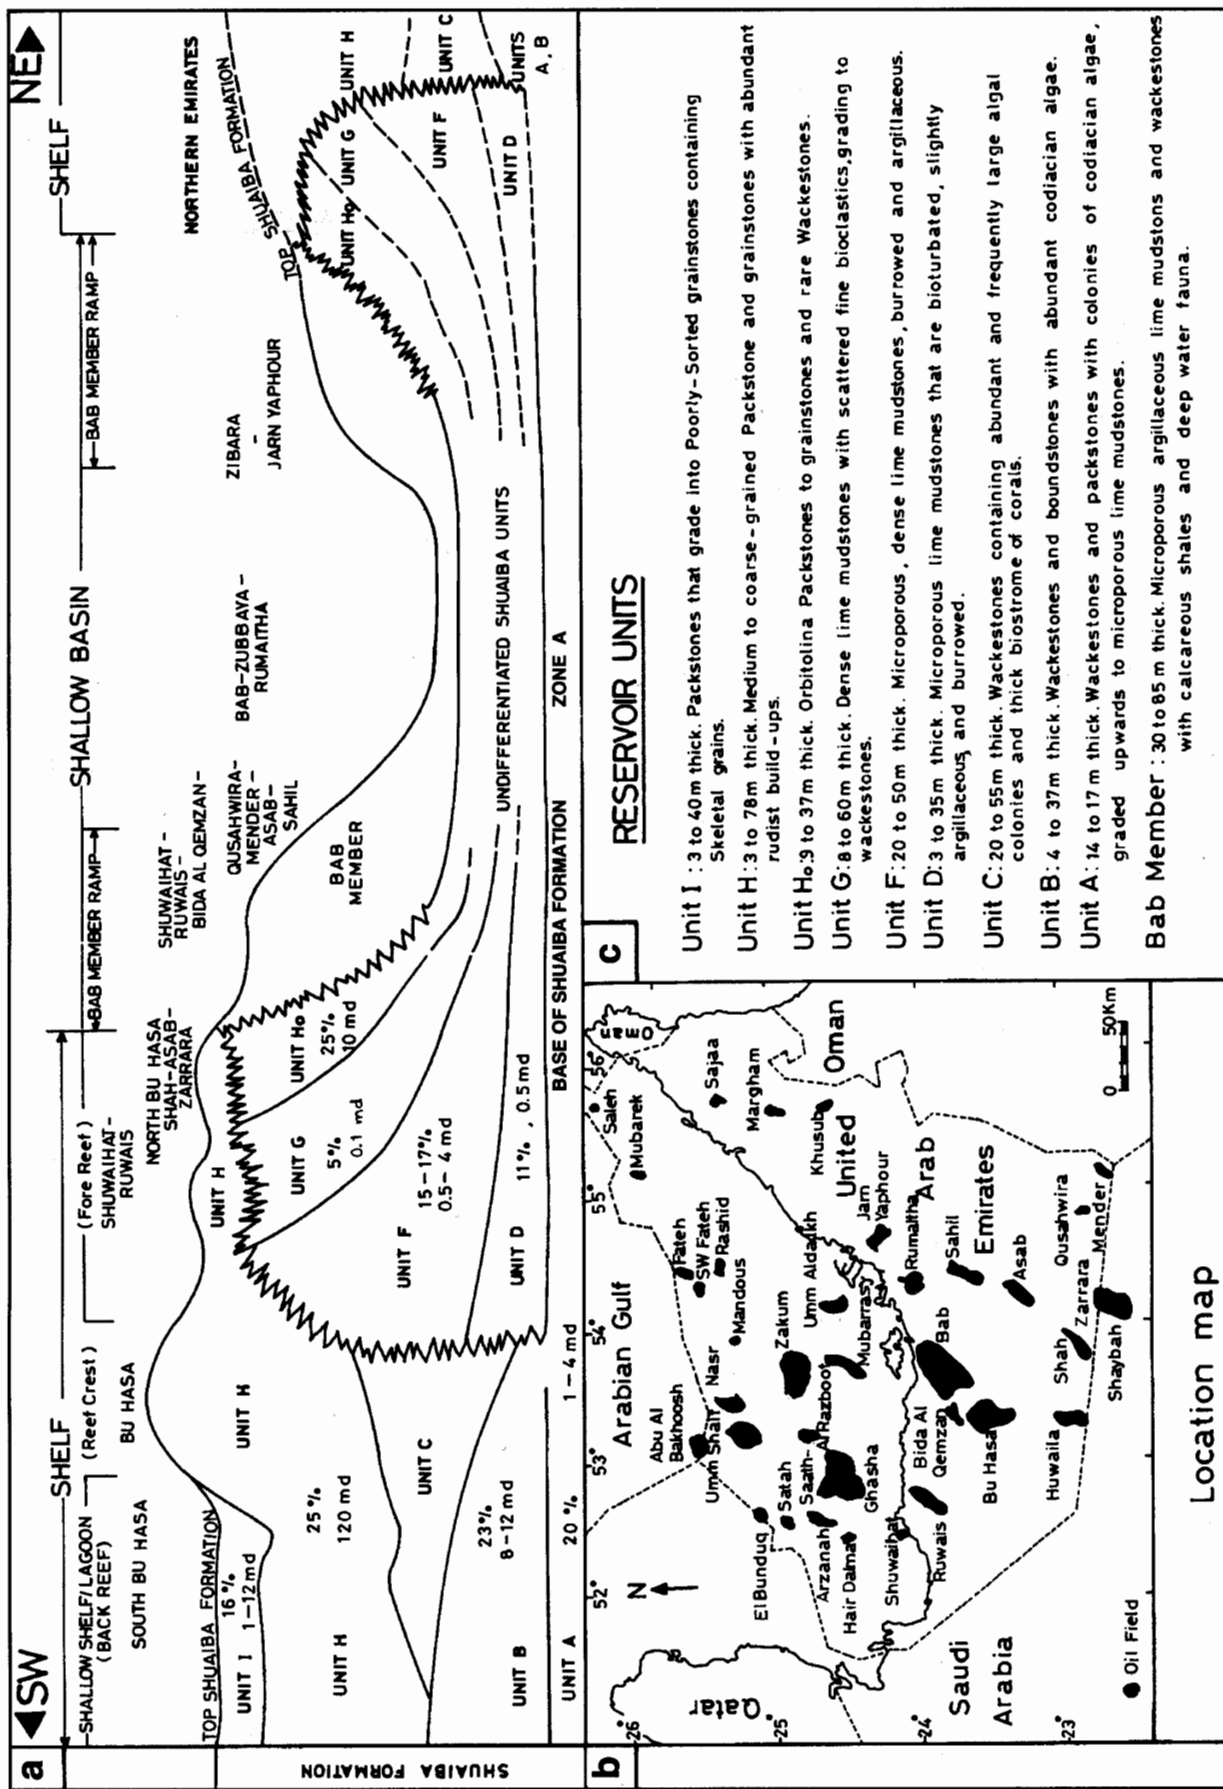 a
SW
NE
SHELF
SHALLOW BASIN
SHELF
SHALLOW SHELF/LAGOON
(BACK REEF)
(Reef Crest)
(Fore Reef)
BAB MEMBER RAMP
BAB MEMBER RAMP
SOUTH BU HASA
BU HASA
SHUWAIHAT-
RUWAIS
NORTH BU HASA
SHAH-ASAB-
ZARRARA
SHUWAIHAT-
RUWAIS-
BIDA AL QEMZAN-
QUSAHWIRA-
MENDER-
ASAB-
SAHIL
BAB-ZUBBAYA-
RUMAITHA
ZIBARA
-
JARN YAPHOUR
NORTHERN EMIRATES
TOP SHUAIBA FORMATION
TOP SHUAIBA FORMATION
SHUAIBA FORMATION
UNIT I
16%
1-12 md
UNIT H
25%
120 md
UNIT H
UNIT H
UNIT C
UNIT B
23%
8-12 md
UNIT A
20%
1-4 md
UNIT G
5%
0.1 md
UNIT Ho
25%
10 md
UNIT F
15-17%
0.5-4 md
UNIT D
11%, 0.5 md
BAB
MEMBER
UNDIFFERENTIATED SHUAIBA UNITS
BASE OF SHUAIBA FORMATION
ZONE A
UNIT Ho
UNIT G
UNIT H
UNIT F
UNIT C
UNIT D
UNITS
A, B
b
52°
53°
54°
55°
56°
26°
25°
24°
23°
N
Arabian Gulf
Qatar
Saudi
Arabia
United
Arab
Emirates
Oman
Oman
Abu Al
Bakhoosh
Umm Shaif
Nasr
El Bunduq
Satah
Saath-
Al Razboot
Arzanah
Hair Dalma
Ghasha
Shuwaihat
Ruwais
Zakum
Mandous
Fateh
SW Fateh
Rashid
Umm Aldalkh
Mubarras
Mubarek
Saleh
Sajaa
Margham
Khusub
Jarn
Yaphour
Rumaitha
Bab
Bida Al
Qemzan
Bu Hasa
Sahil
Asab
Huwaila
Shah
Zarrara
Qusahwira
Mender
Shaybah
Oil Field
0 50Km
Location map
c
RESERVOIR UNITS
Unit I : 3 to 40m thick. Packstones that grade into Poorly-Sorted grainstones containing
Skeletal grains.
Unit H : 3 to 78m thick. Medium to coarse-grained Packstone and grainstones with abundant
rudist build-ups.
Unit Ho: 9 to 37m thick. Orbitolina Packstones to grainstones and rare Wackestones.
Unit G: 8 to 60m thick. Dense lime mudstones with scattered fine bioclastics, grading to
wackestones.
Unit F: 20 to 50m thick. Microporous, dense lime mudstones, burrowed and argillaceous.
Unit D: 3 to 35m thick. Microporous lime mudstones that are bioturbated, slightly
argillaceous, and burrowed.
Unit C: 20 to 55m thick. Wackestones containing abundant and frequently large algal
colonies and thick biostrome of corals.
Unit B: 4 to 37m thick. Wackestones and boundstones with abundant codiacian algae.
Unit A: 14 to 17m thick. Wackestones and packstones with colonies of codiacian algae,
graded upwards to microporous lime mudstones.
Bab Member : 30 to 85m thick. Microporous argillaceous lime mudstons and wackestones
with calcareous shales and deep water fauna.